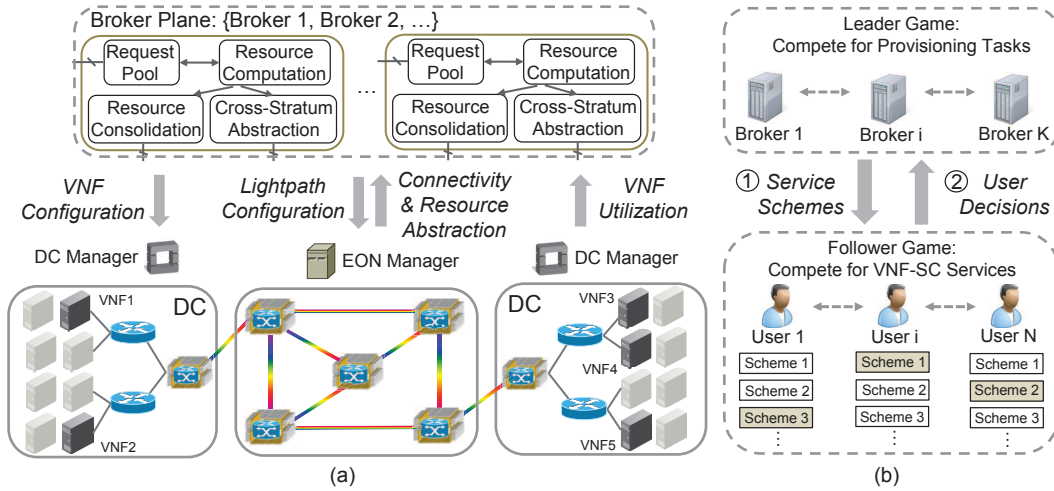 Broker Plane: {Broker 1, Broker 2, …}
Request
Pool
Resource
Computation
Resource
Consolidation
Cross-Stratum
Abstraction
…
Request
Pool
Resource
Computation
Resource
Consolidation
Cross-Stratum
Abstraction
VNF
Configuration
Lightpath
Configuration
Connectivity
& Resource
Abstraction
VNF
Utilization
DC Manager
EON Manager
DC Manager
DC
VNF1
VNF2
DC
VNF3
VNF4
VNF5
(a)
Leader Game:
Compete for Provisioning Tasks
Broker 1
Broker i
Broker K
① Service
Schemes
② User
Decisions
Follower Game:
Compete for VNF-SC Services
User 1
User i
User N
Scheme 1
Scheme 2
Scheme 3
⋮
Scheme 1
Scheme 2
Scheme 3
⋮
Scheme 1
Scheme 2
Scheme 3
⋮
(b)